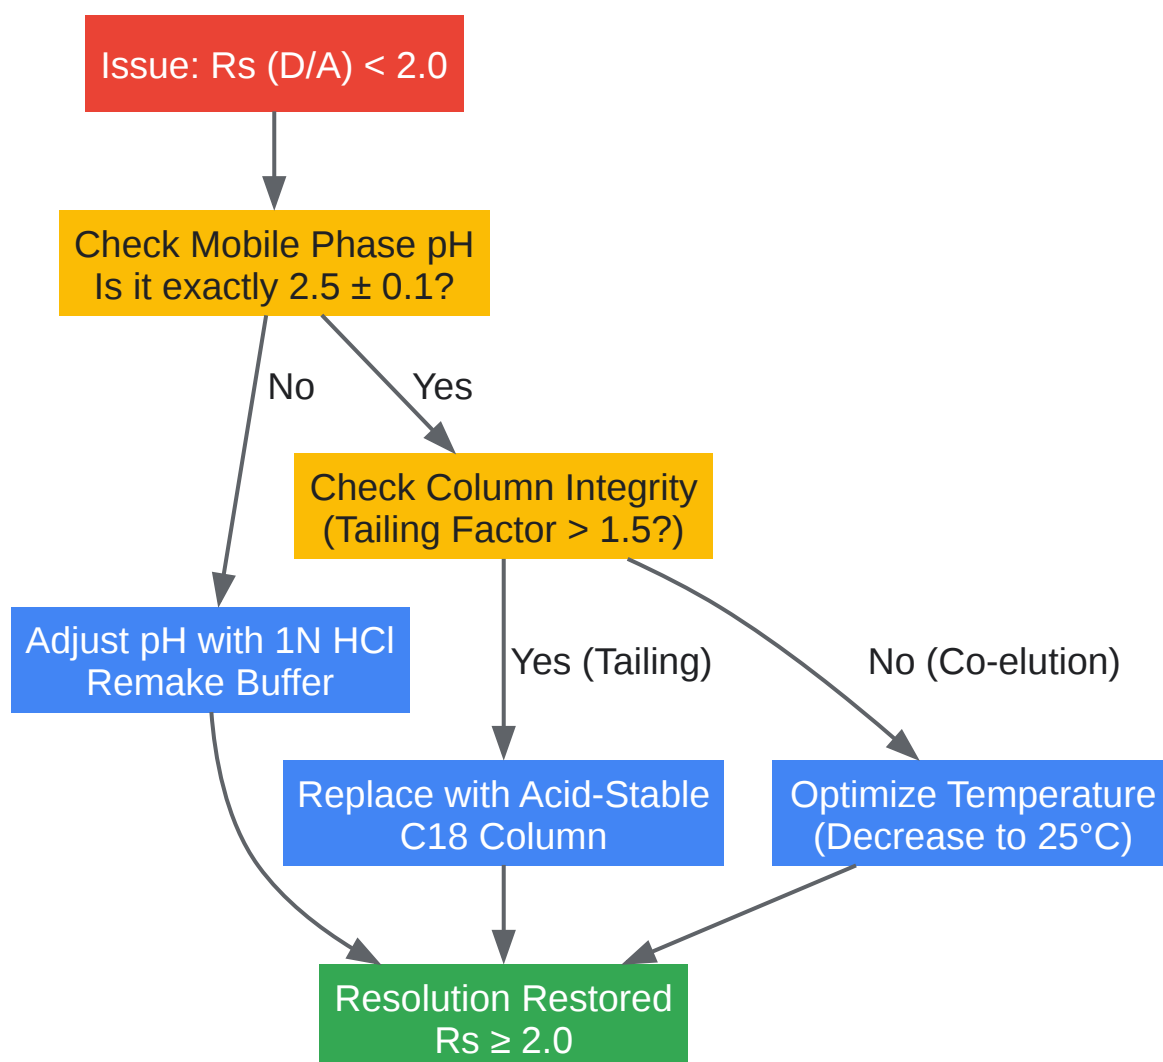 Issue: Rs (D/A) < 2.0
Check Mobile Phase pH
Is it exactly 2.5 ± 0.1?
No
Yes
Check Column Integrity
(Tailing Factor > 1.5?)
Adjust pH with 1N HCl
Remake Buffer
Yes (Tailing)
No (Co-elution)
Replace with Acid-Stable
C18 Column
Optimize Temperature
(Decrease to 25°C)
Resolution Restored
Rs ≥ 2.0